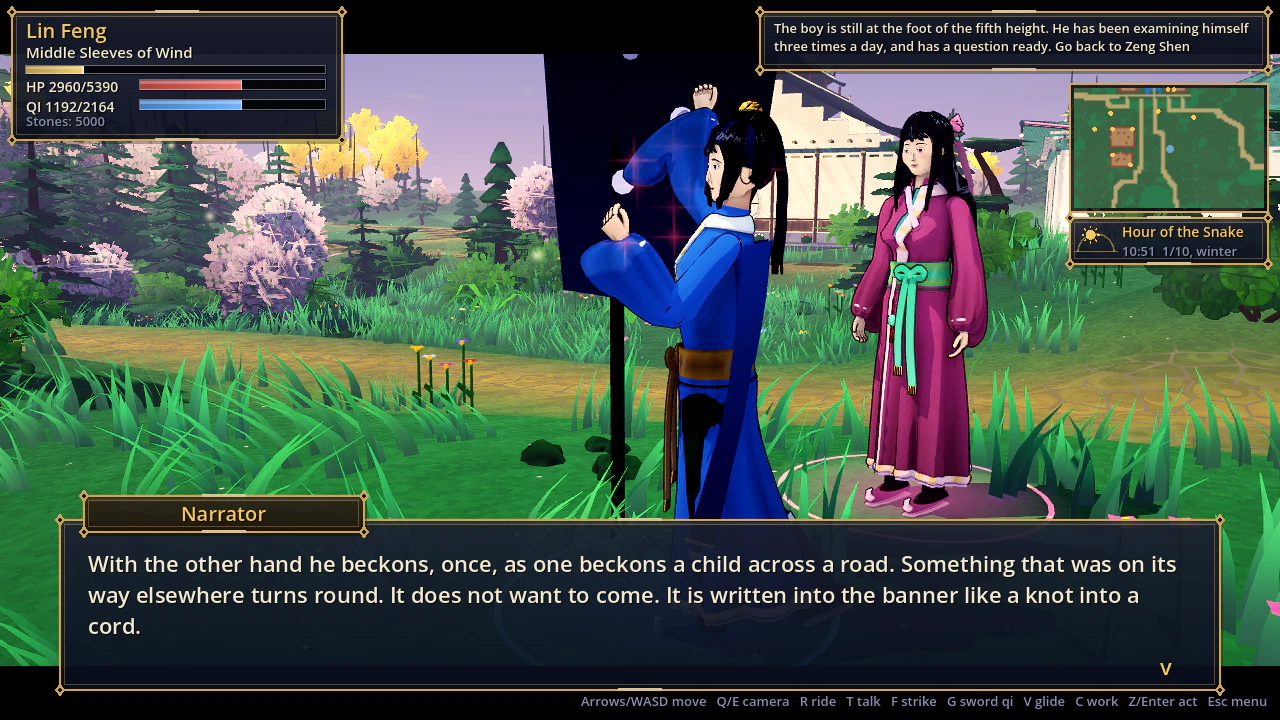 Lin Feng
Middle Sleeves of Wind
HP 2960/5390
QI 1192/2164
Stones: 5000
The boy is still at the foot of the fifth height. He has been examining himself
three times a day, and has a question ready. Go back to Zeng Shen
Hour of the Snake
10:51 1/10, winter
Narrator
With the other hand he beckons, once, as one beckons a child across a road. Something that was on its
way elsewhere turns round. It does not want to come. It is written into the banner like a knot into a
cord.
V
Arrows/WASD move Q/E camera R ride T talk F strike G sword qi V glide C work Z/Enter act Esc menu